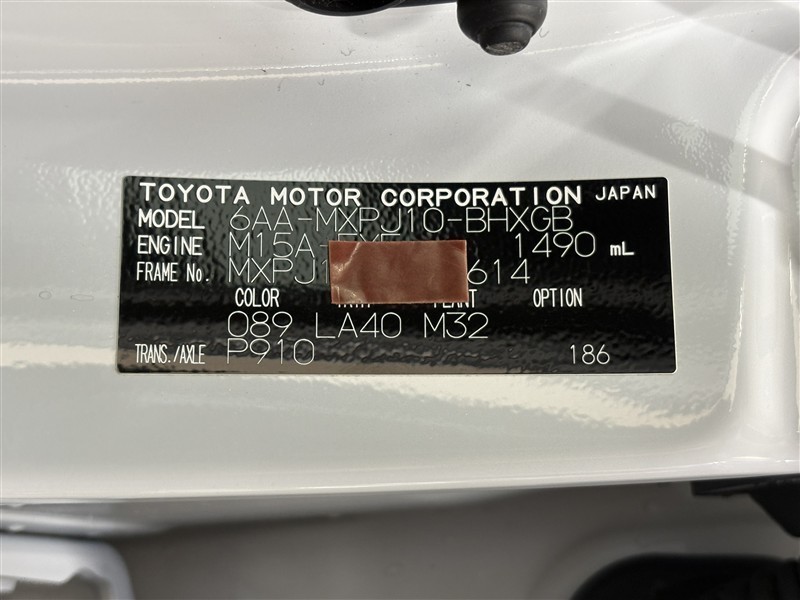 TOYOTA MOTOR CORPORATION JAPAN
MODEL 6AA-MXPJ10-BHXGB
ENGINE M15A- 1490 mL
FRAME No. MXPJ1 614
COLOR PLANT OPTION
089 LA40 M32
TRANS./AXLE P910 186